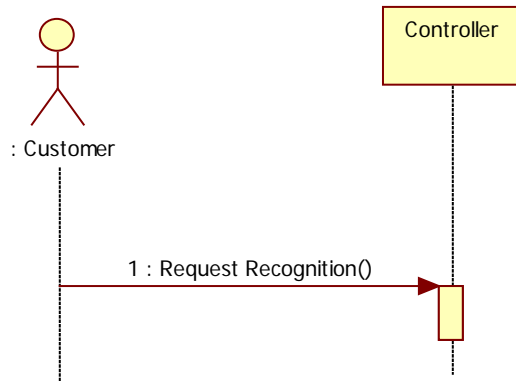 Controller
: Customer
1 : Request Recognition()